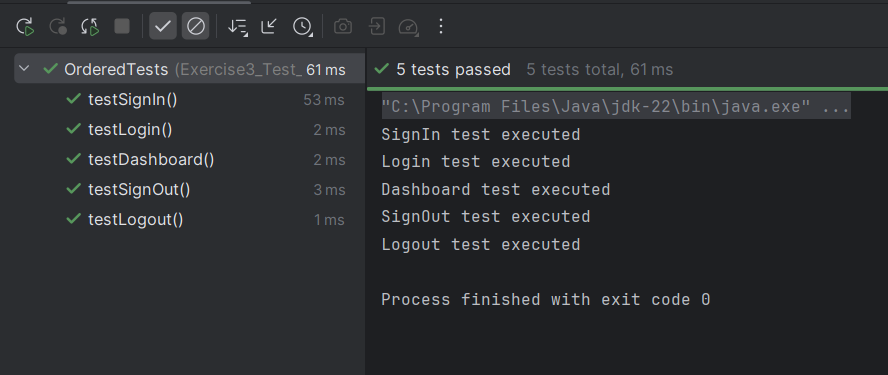 OrderedTests (Exercise3_Test_ 61 ms
testSignIn() 53 ms
testLogin() 2 ms
testDashboard() 2 ms
testSignOut() 3 ms
testLogout() 1 ms
5 tests passed 5 tests total, 61 ms
"C:\Program Files\Java\jdk-22\bin\java.exe" ...
SignIn test executed
Login test executed
Dashboard test executed
SignOut test executed
Logout test executed
Process finished with exit code 0